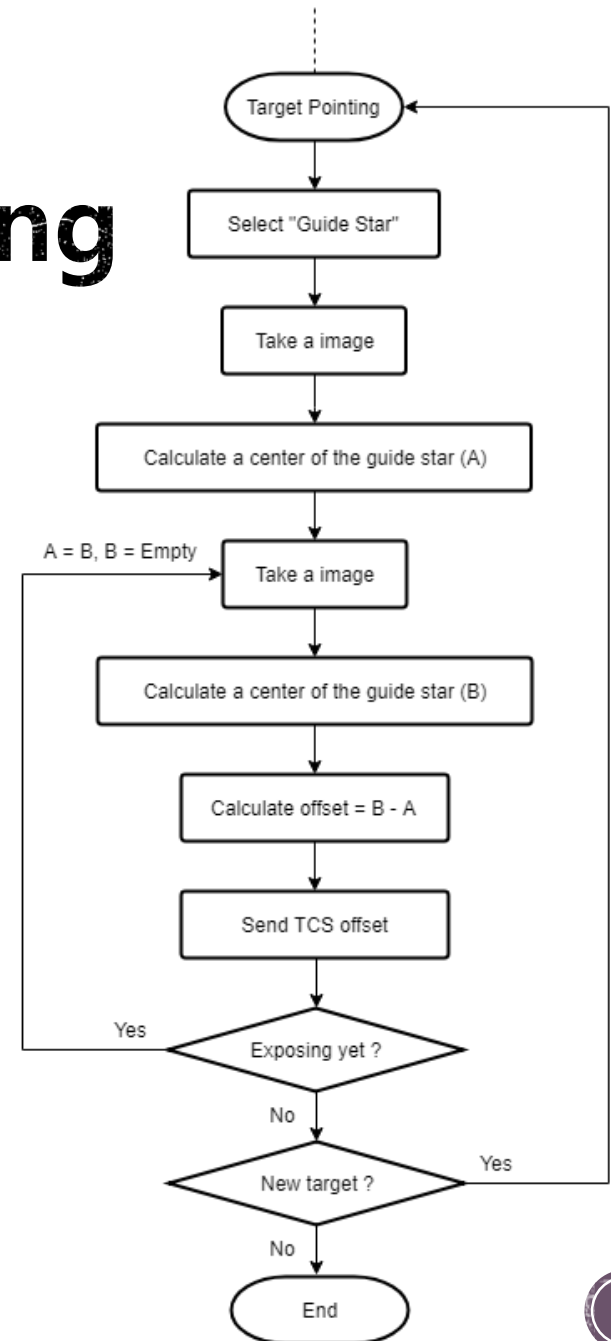 Target Pointing
ng
Select "Guide Star"
Take a image
Calculate a center of the guide star (A)
A = B, B = Empty
Take a image
Calculate a center of the guide star (B)
Calculate offset = B - A
Send TCS offset
Yes
Exposing yet ?
No
Yes
New target ?
No
End